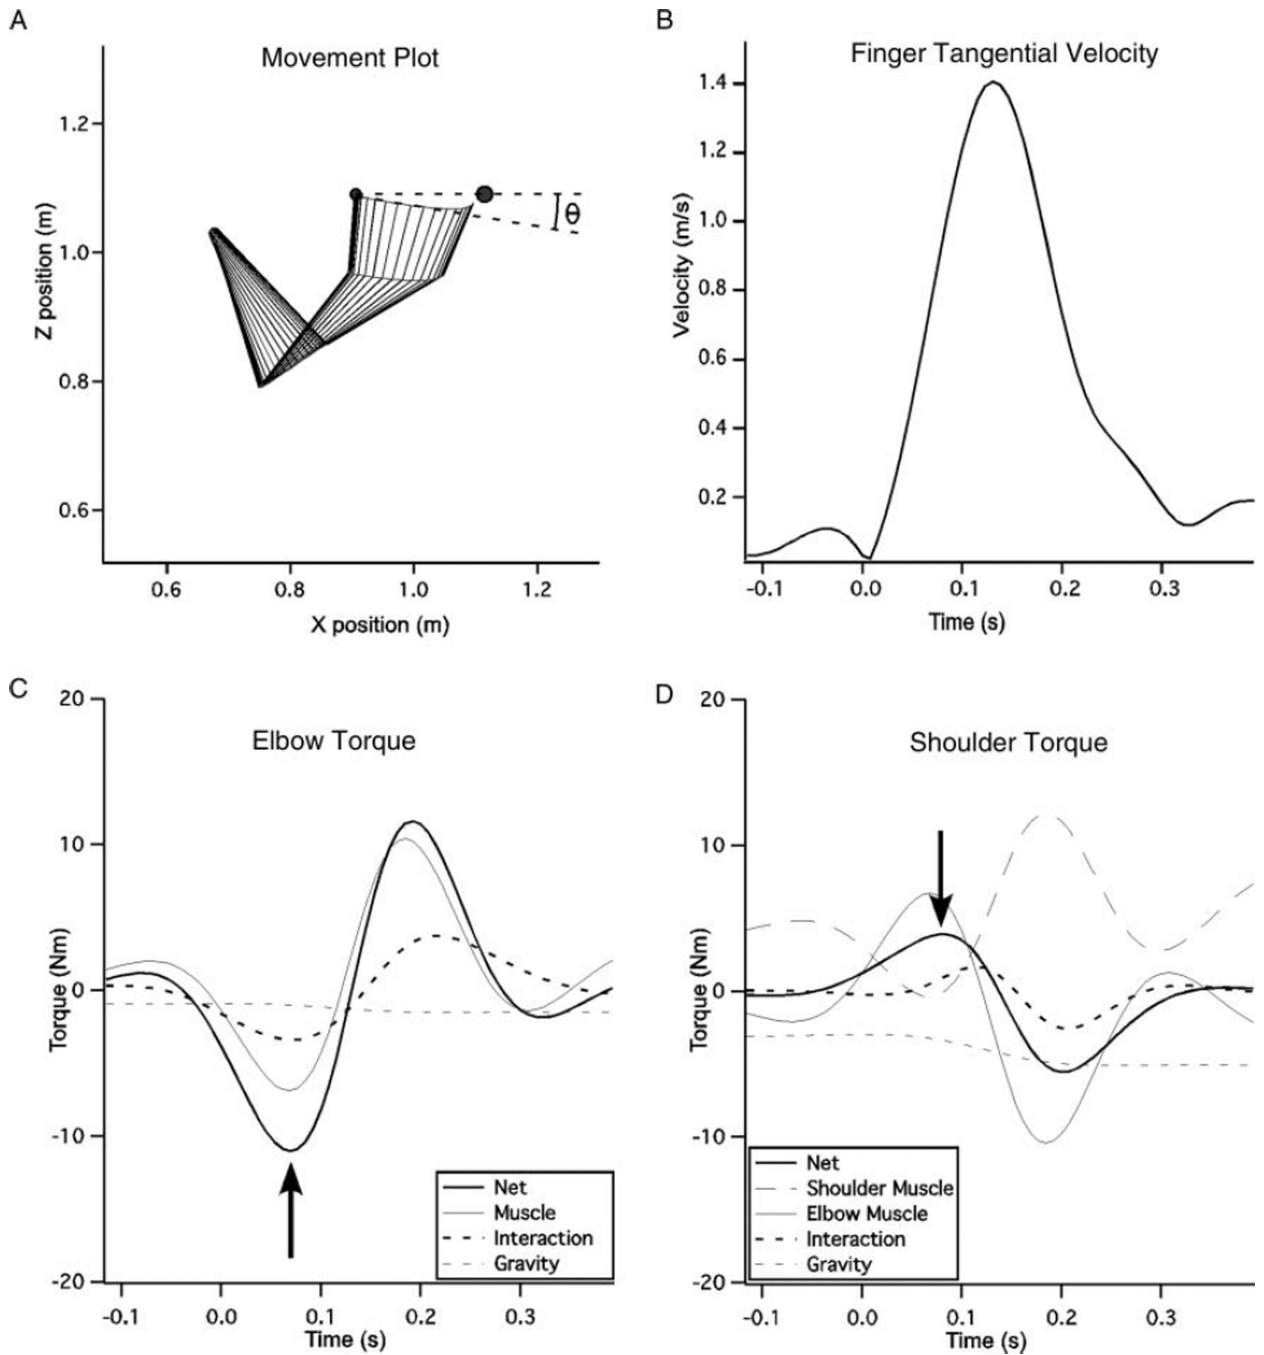 A
Movement Plot
1.2
1.0
0.8
0.6
Z position (m)
θ
0.6 0.8 1.0 1.2
X position (m)
B
Finger Tangential Velocity
1.4
1.2
1.0
0.8
0.6
0.4
0.2
Velocity (m/s)
-0.1 0.0 0.1 0.2 0.3
Time (s)
C
Elbow Torque
20
10
0
-10
-20
Torque (Nm)
Net
Muscle
Interaction
Gravity
-0.1 0.0 0.1 0.2 0.3
Time (s)
D
Shoulder Torque
20
10
0
-10
-20
Torque (Nm)
Net
Shoulder Muscle
Elbow Muscle
Interaction
Gravity
-0.1 0.0 0.1 0.2 0.3
Time (s)